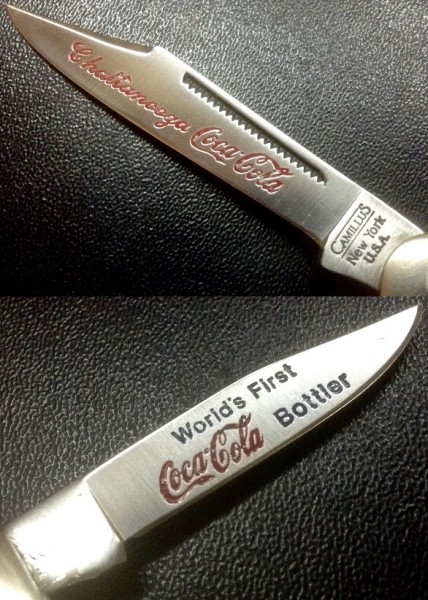 Chattanooga Coca-Cola
CAMILLUS
New York
U.S.A.
World's First
Coca-Cola Bottler